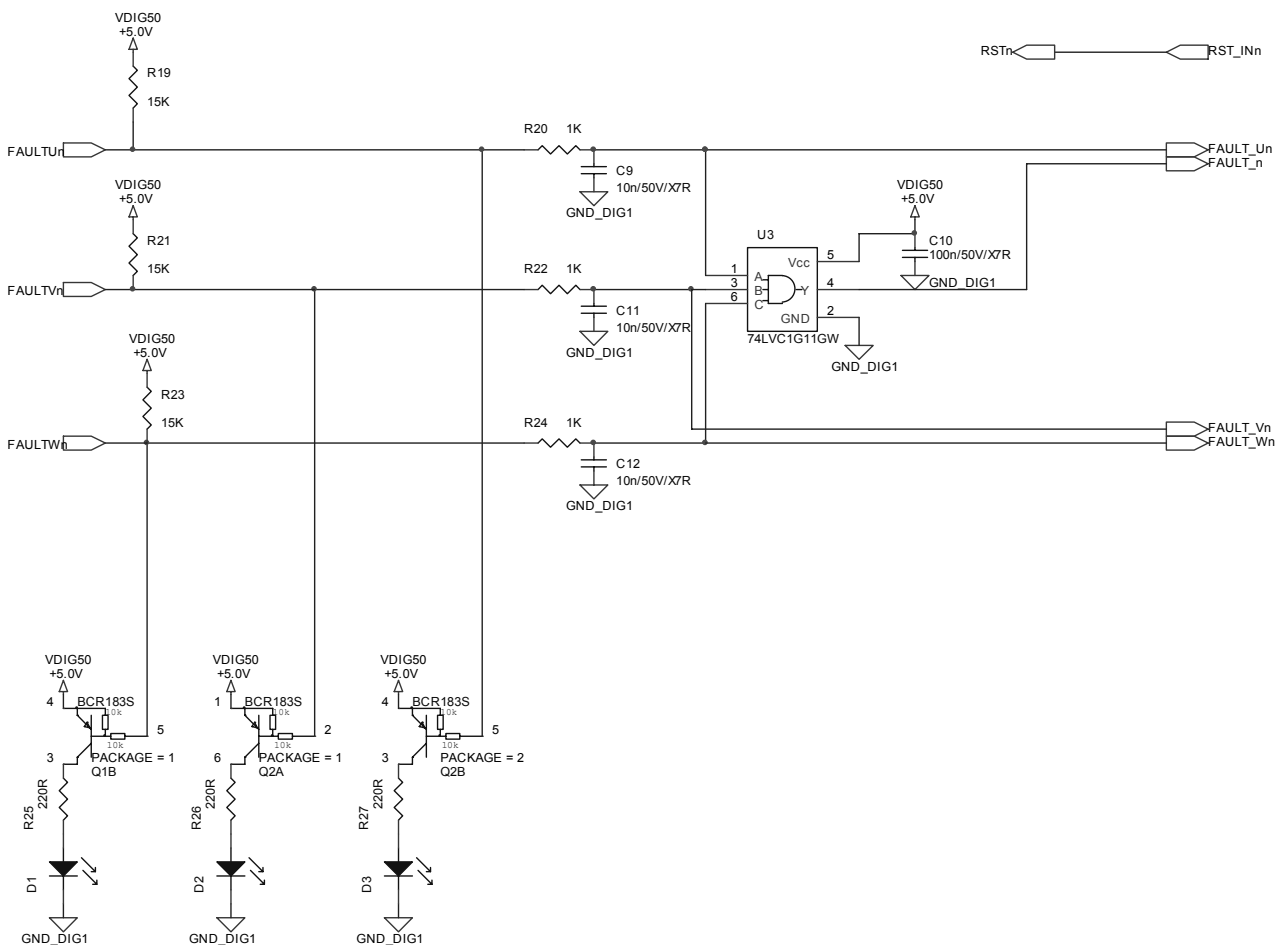 VDIG50
+5.0V
R19
15K
RSTn
RST_INn
FAULTUn
R20 1K
FAULT_Un
FAULT_n
C9
10n/50V/X7R
GND_DIG1
VDIG50
+5.0V
R21
15K
VDIG50
+5.0V
U3
C10
100n/50V/X7R
GND_DIG1
FAULTVn
R22 1K
C11
10n/50V/X7R
GND_DIG1
1 A Vcc 5
3 B Y 4
6 C
GND 2
74LVC1G11GW
GND_DIG1
VDIG50
+5.0V
R23
15K
FAULTWn
R24 1K
FAULT_Vn
FAULT_Wn
C12
10n/50V/X7R
GND_DIG1
VDIG50
+5.0V
4
BCR183S
10k
10k
5
3
PACKAGE = 1
Q1B
R25
220R
D1
GND_DIG1
VDIG50
+5.0V
1
BCR183S
10k
10k
2
6
PACKAGE = 1
Q2A
R26
220R
D2
GND_DIG1
VDIG50
+5.0V
4
BCR183S
10k
10k
5
3
PACKAGE = 2
Q2B
R27
220R
D3
GND_DIG1